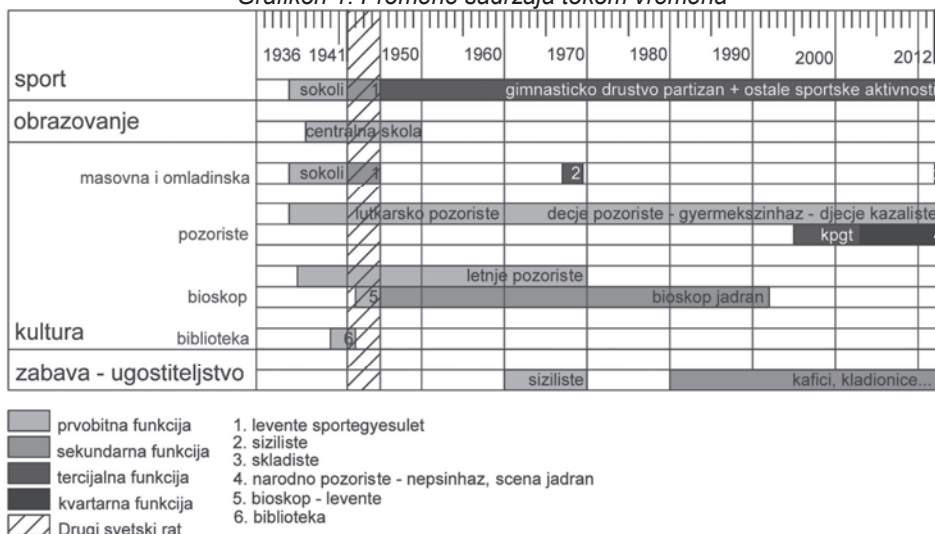 Grafikon 1. Promene sadržaja tokom vremena
1936 1941 1950 1960 1970 1980 1990 2000 2012
sport
sokoli 1 gimnasticko drustvo partizan + ostale sportske aktivnosti
obrazovanje
centralna skola
masovna i omladinska sokoli 1 2
lutkarsko pozoriste decje pozoriste - gyermekszinhaz - djecje kazaliste
pozoriste kpgt
letnje pozoriste
bioskop 5 bioskop jadran
kultura biblioteka 6
zabava - ugostiteljstvo siziliste kafici, kladionice...
prvobitna funkcija
sekundarna funkcija
tercijalna funkcija
kvartarna funkcija
Drugi svetski rat
1. levente sportegyesulet
2. siziliste
3. skladiste
4. narodno pozoriste - nepsinhaz, scena jadran
5. bioskop - levente
6. biblioteka